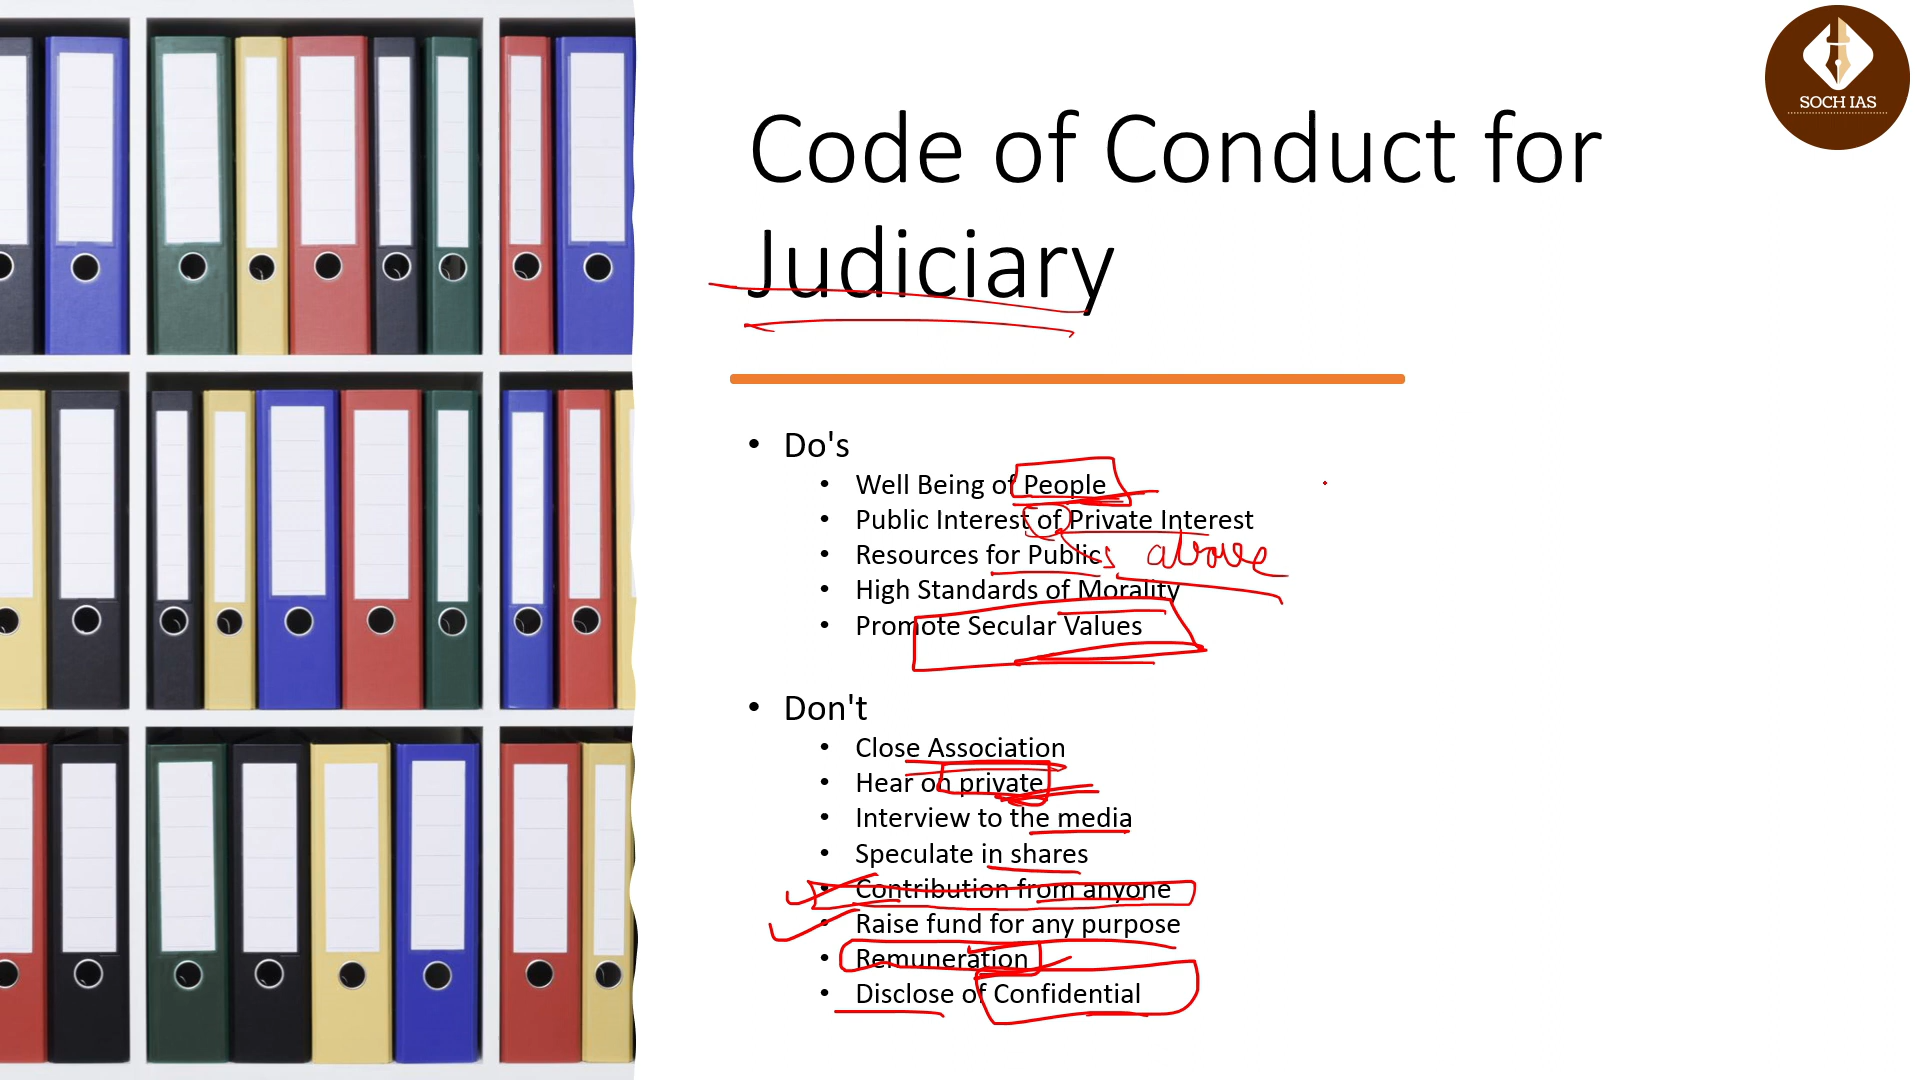 SOCH IAS
Code of Conduct for
Judiciary
• Do's
• Well Being of People
• Public Interest of Private Interest
above
• Resources for Public
• High Standards of Morality
• Promote Secular Values
• Don't
• Close Association
• Hear on private
• Interview to the media
• Speculate in shares
• Contribution from anyone
• Raise fund for any purpose
• Remuneration
• Disclose of Confidential